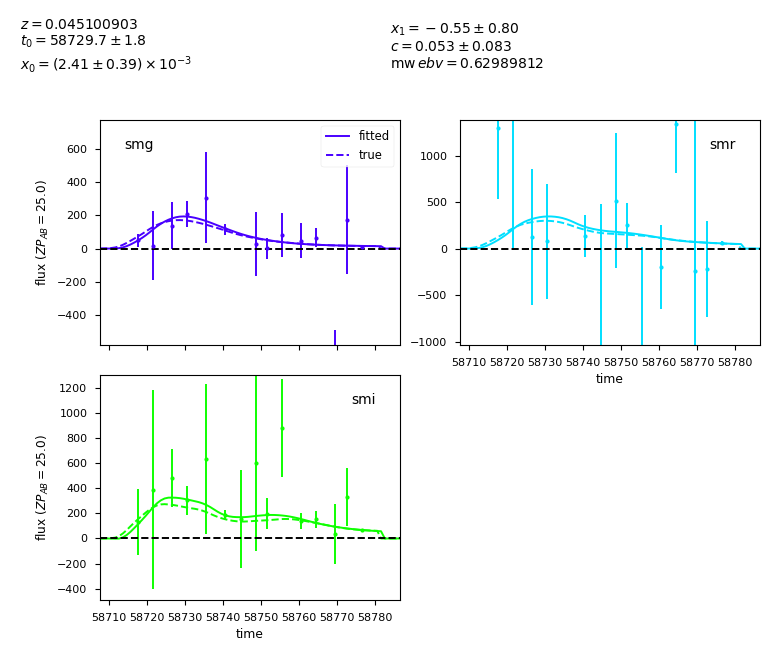 z = 0.045100903
t₀ = 58729.7 ± 1.8
x₀ = (2.41 ± 0.39) × 10⁻³
x₁ = −0.55 ± 0.80
c = 0.053 ± 0.083
mw ebv = 0.62989812
smg
fitted
true
600
400
200
0
−200
−400
flux (ZP_AB = 25.0)
smr
1000
500
0
−500
−1000
58710 58720 58730 58740 58750 58760 58770 58780
time
smi
1200
1000
800
600
400
200
0
−200
−400
flux (ZP_AB = 25.0)
58710 58720 58730 58740 58750 58760 58770 58780
time